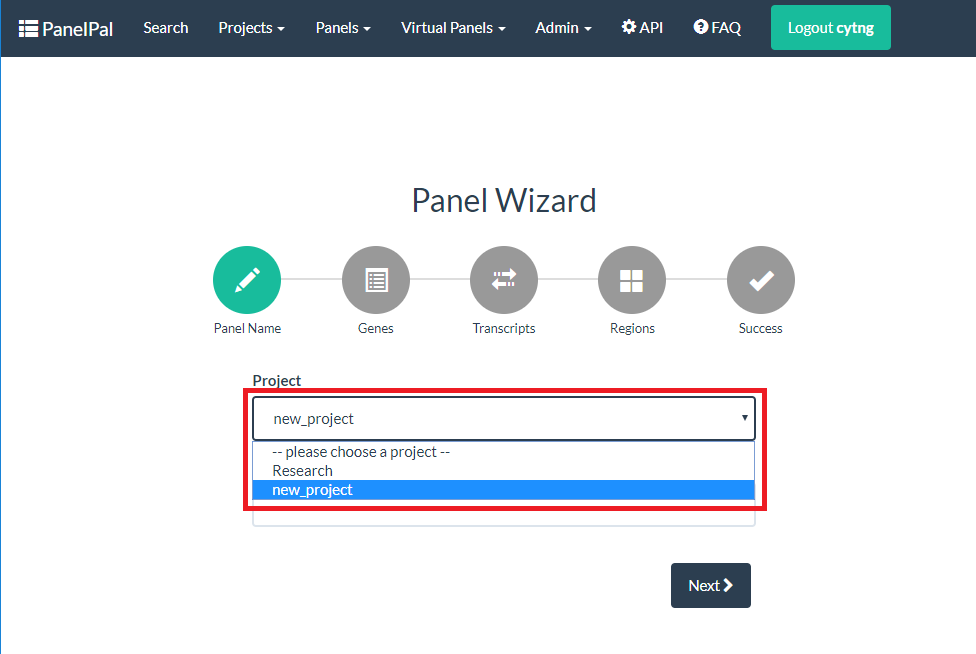 PanelPal Search Projects Panels Virtual Panels Admin API FAQ Logout cytng
Panel Wizard
Panel Name Genes Transcripts Regions Success
Project
new_project
-- please choose a project --
Research
new_project
Next